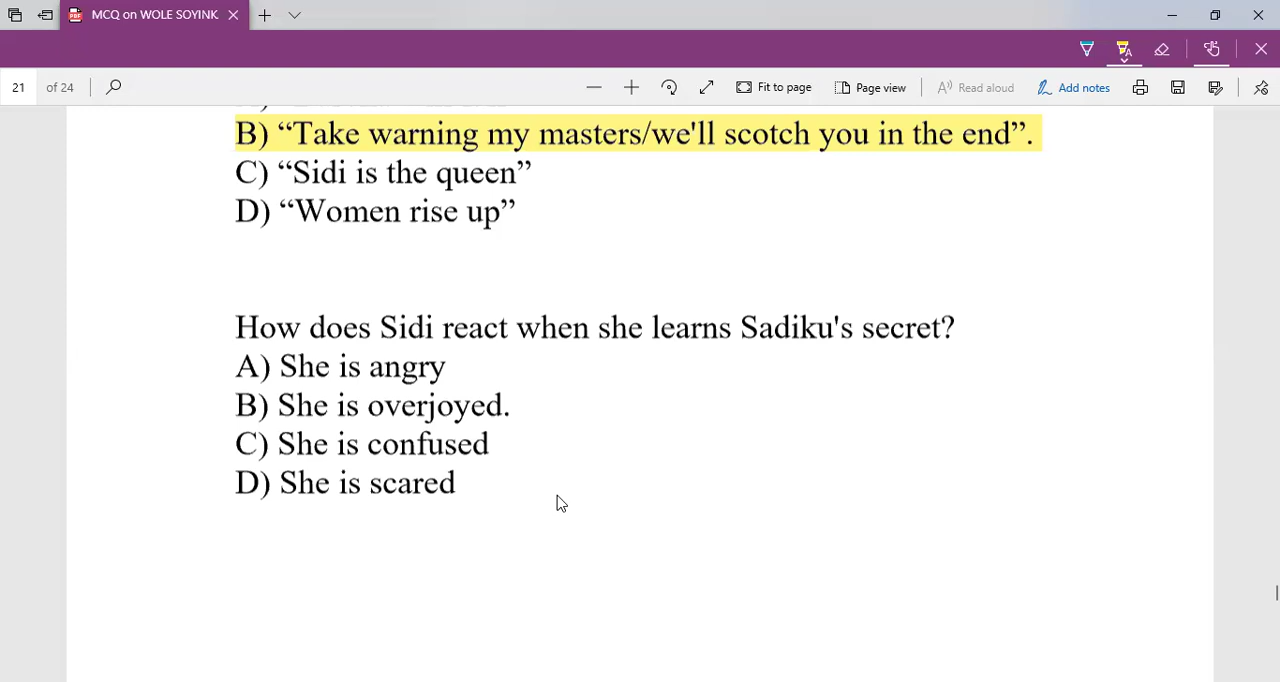 MCQ on WOLE SOYINK
21 of 24
Fit to page
Page view
Read aloud
Add notes
B) “Take warning my masters/we'll scotch you in the end”.
C) “Sidi is the queen”
D) “Women rise up”
How does Sidi react when she learns Sadiku's secret?
A) She is angry
B) She is overjoyed.
C) She is confused
D) She is scared